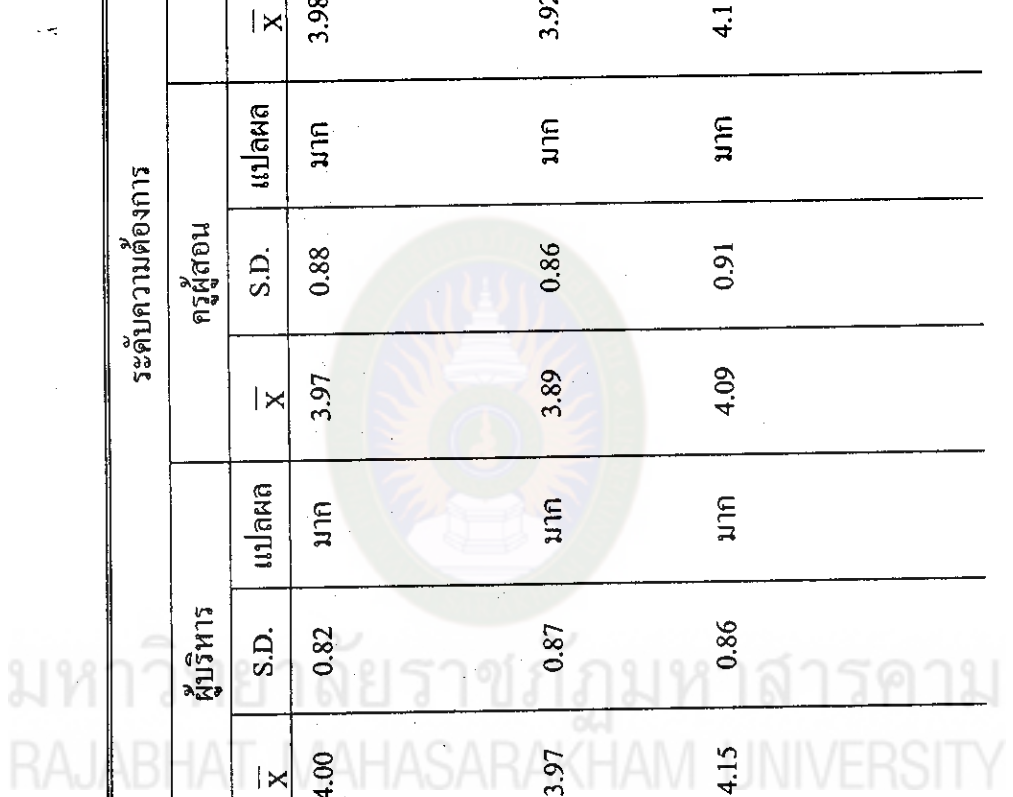 ระดับความต้องการ
ผู้บริหาร ครูผู้สอน
X̄ S.D. แปลผล X̄ S.D. แปลผล X̄
4.00 0.82 มาก 3.97 0.88 มาก 3.98
3.97 0.87 มาก 3.89 0.86 มาก 3.92
4.15 0.86 มาก 4.09 0.91 มาก 4.1
มหาวิทยาลัยราชภัฏมหาสารคาม
RAJABHAT MAHASARAKHAM UNIVERSITY